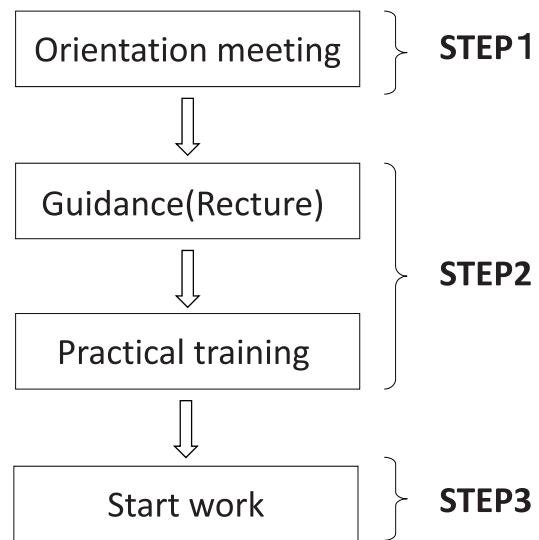 Orientation meeting
STEP1
Guidance(Recture)
STEP2
Practical training
Start work
STEP3